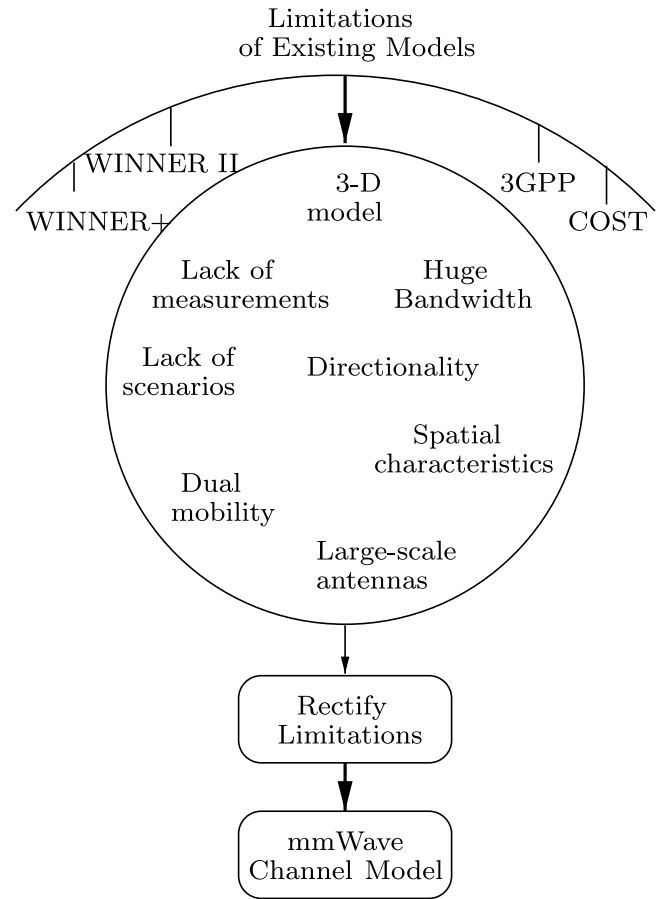 Limitations
of Existing Models
WINNER II
WINNER+
3GPP
COST
3-D
model
Lack of
measurements
Huge
Bandwidth
Lack of
scenarios
Directionality
Spatial
characteristics
Dual
mobility
Large-scale
antennas
Rectify
Limitations
mmWave
Channel Model